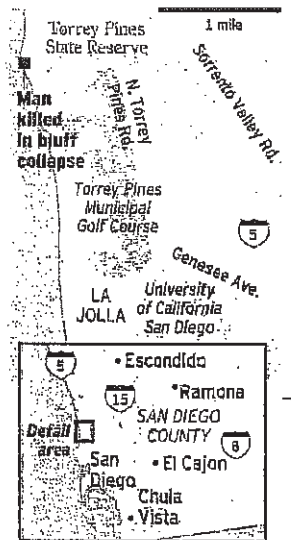 Torrey Pines
State Reserve
1 mile
Man
killed
in bluff
collapse
N. Torrey
Pines Rd.
Sorrento Valley Rd.
Torrey Pines
Municipal
Golf Course
5
Genesee Ave.
LA
JOLLA
University
of California
San Diego
5
Escondido
15
Ramona
SAN DIEGO
COUNTY
8
Detail
area
San
Diego
El Cajon
Chula
Vista